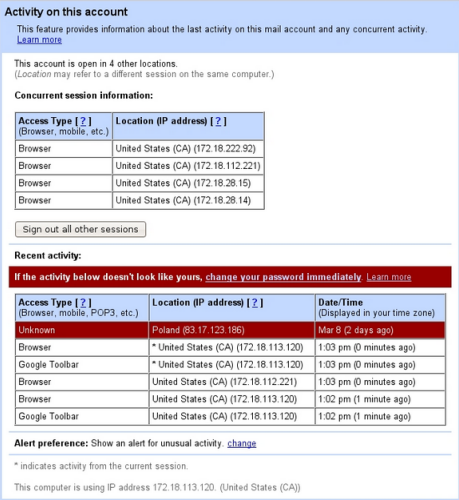 Activity on this account
This feature provides information about the last activity on this mail account and any concurrent activity.
Learn more
This account is open in 4 other locations.
(Location may refer to a different session on the same computer.)
Concurrent session information:
Access Type [ ? ] Location (IP address) [ ? ]
(Browser, mobile, etc.)
Browser United States (CA) (172.18.222.92)
Browser United States (CA) (172.18.112.221)
Browser United States (CA) (172.18.28.15)
Browser United States (CA) (172.18.28.14)
Sign out all other sessions
Recent activity:
If the activity below doesn't look like yours, change your password immediately. Learn more
Access Type [ ? ] Location (IP address) [ ? ] Date/Time
(Browser, mobile, POP3, etc.) (Displayed in your time zone)
Unknown Poland (83.17.123.186) Mar 8 (2 days ago)
Browser * United States (CA) (172.18.113.120) 1:03 pm (0 minutes ago)
Google Toolbar * United States (CA) (172.18.113.120) 1:03 pm (0 minutes ago)
Browser United States (CA) (172.18.112.221) 1:03 pm (0 minutes ago)
Browser United States (CA) (172.18.113.120) 1:02 pm (1 minute ago)
Google Toolbar United States (CA) (172.18.113.120) 1:02 pm (1 minute ago)
Alert preference: Show an alert for unusual activity. change
* indicates activity from the current session.
This computer is using IP address 172.18.113.120. (United States (CA))